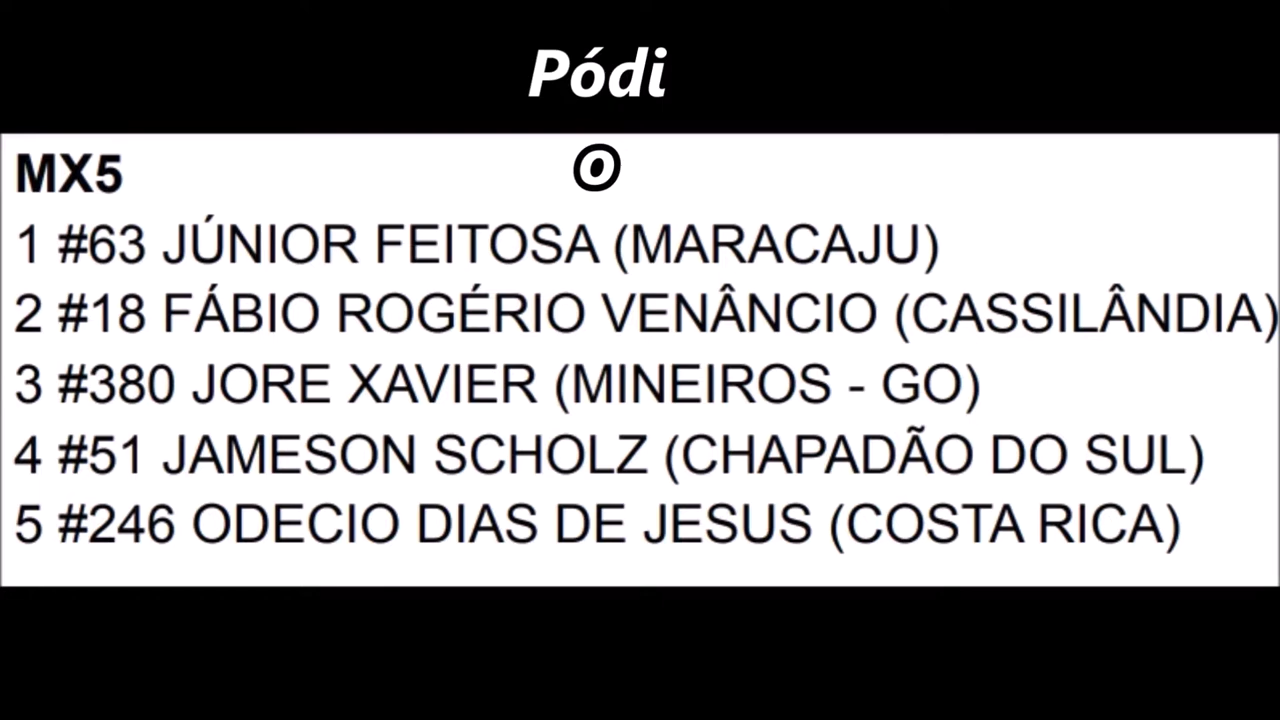 Pódi
o
MX5
1 #63 JÚNIOR FEITOSA (MARACAJU)
2 #18 FÁBIO ROGÉRIO VENÂNCIO (CASSILÂNDIA)
3 #380 JORE XAVIER (MINEIROS - GO)
4 #51 JAMESON SCHOLZ (CHAPADÃO DO SUL)
5 #246 ODECIO DIAS DE JESUS (COSTA RICA)